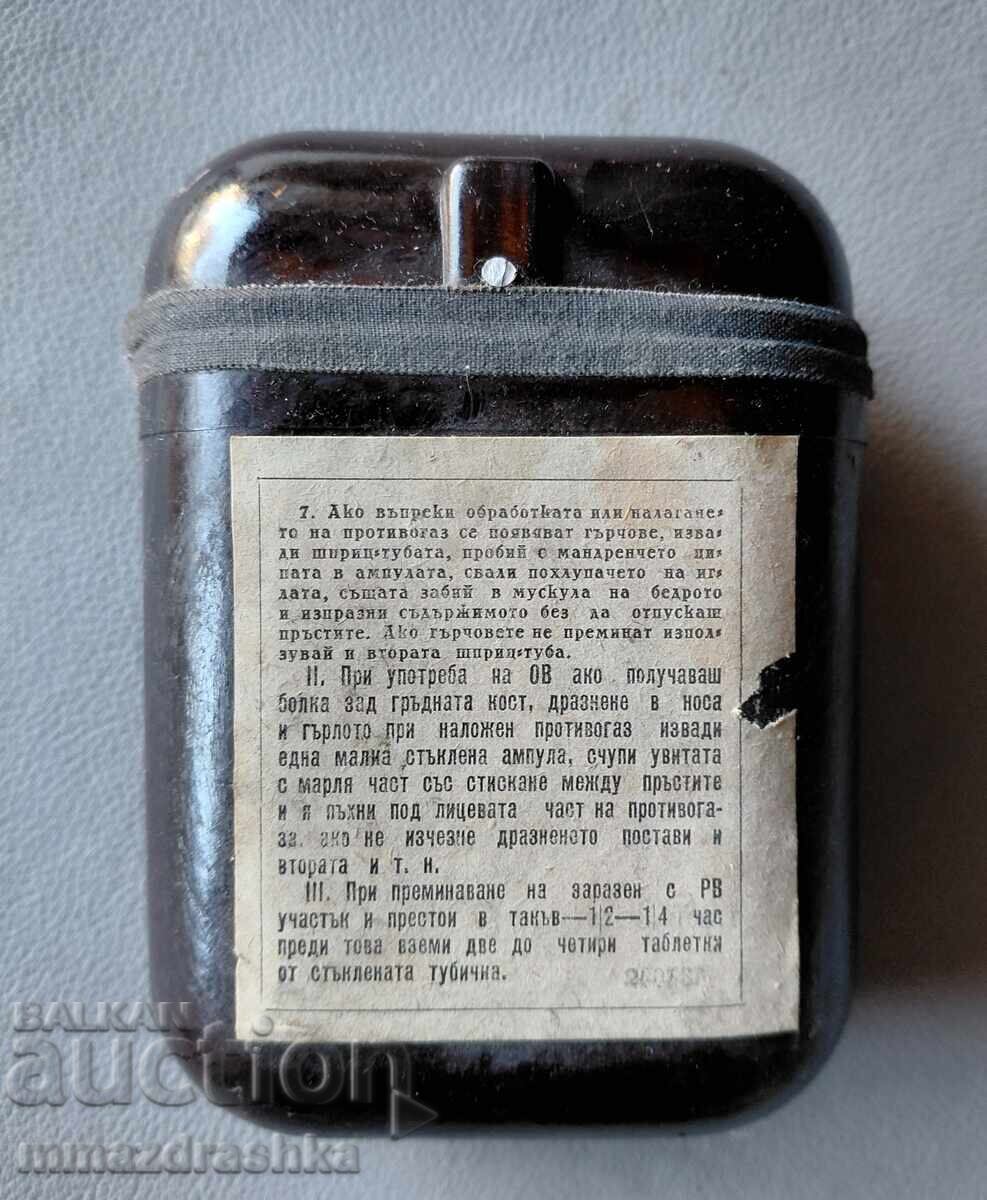 7. Ако въпреки обработката или налагане-
то на противогаз се появяват гърчове, изва-
ди шприц-тубата, пробий с мандренчето ци-
пата в ампулата, свали похлупачето на иг-
лата, същата забий в мускула на бедрото
и изпразни съдържимото без да отпускаш
пръстите. Ако гърчовете не преминат изпол-
зувай и втората шприц-туба.
II. При употреба на ОВ ако получаваш
болка зад гръдната кост, дразнене в носа
и гърлото при наложен противогаз извади
една малиа стъклена ампула, счупи увитата
с марля част със стискане между пръстите
и я пъхни под лицевата част на противога-
за. ако не изчезне дразненето постави и
втората и т. н.
III. При преминаване на заразен с РВ
участък и престои в такъв—1|2—1|4 час
преди това вземи две до четири таблетки
от стъклената тубичка.
BALKAN
auction
mmazdrashka